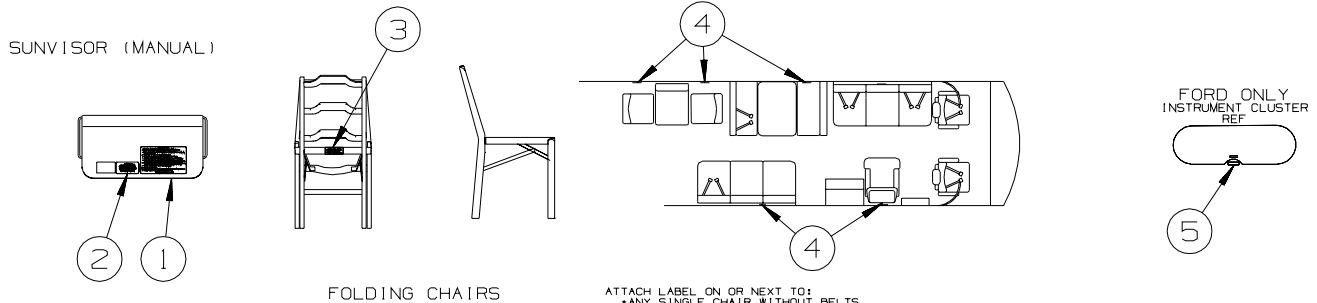 SUNVISOR (MANUAL)
3
4
FORD ONLY
INSTRUMENT CLUSTER
REF
2
1
4
5
FOLDING CHAIRS
ATTACH LABEL ON OR NEXT TO:
*ANY SINGLE CHAIR WITHOUT BELTS